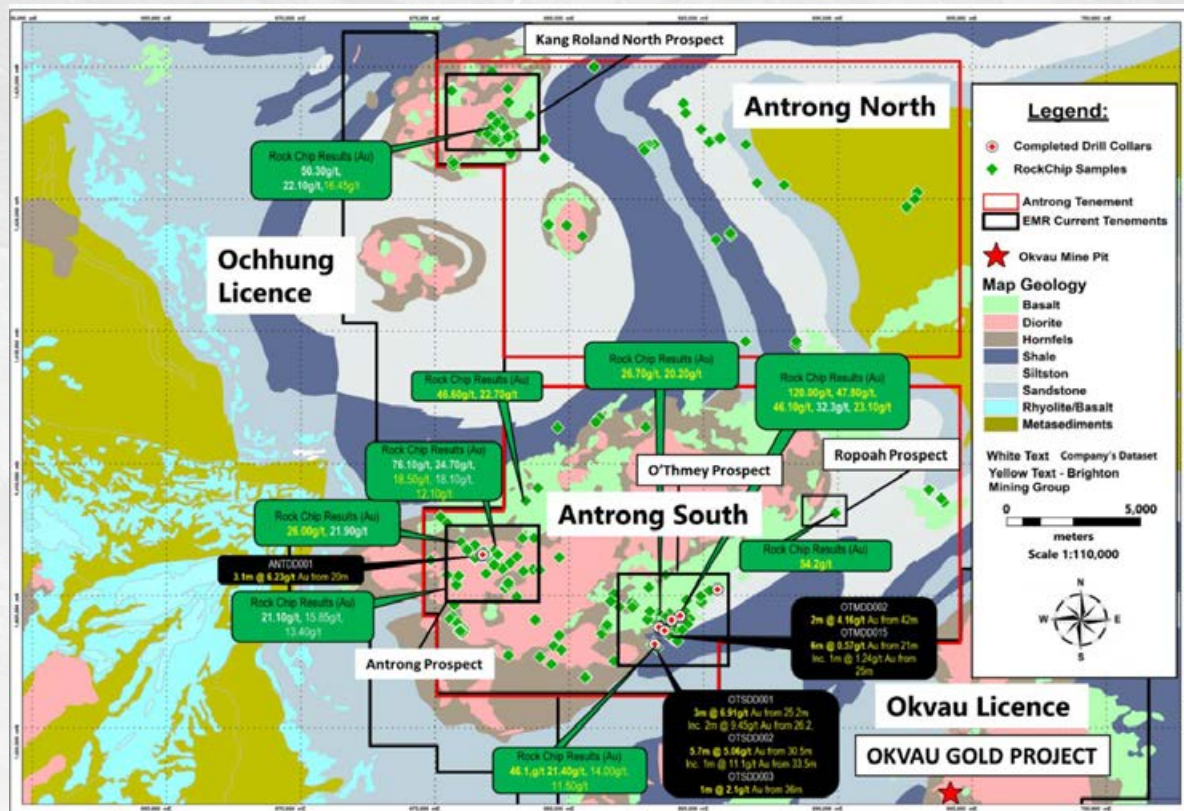 Kang Roland North Prospect
Antrong North
Rock Chip Results (Au)
50.30g/t,
22.10g/t,16.45g/t
Ochhung
Licence
Rock Chip Results (Au)
26.70g/t, 20.20g/t
Rock Chip Results (Au)
120.00g/t, 47.80g/t
46.10g/t, 32.3g/t, 23.10g/t
Rock Chip Results (Au)
46.60g/t, 22.70g/t
Rock Chip Results (Au)
76.10g/t, 24.70g/t
18.50g/t, 18.10g/t,
12.10g/t
O'Thmey Prospect
Ropoah Prospect
Antrong South
Rock Chip Results (Au)
26.00g/t, 21.90g/t
Rock Chip Results (Au)
54.2g/t
ANTDD001
3.1m @ 6.23g/t Au from 20m
Rock Chip Results (Au)
21.10g/t, 15.85g/t
13.40g/t
Antrong Prospect
OTMDD002
2m @ 4.16g/t Au from 42m
OTMDD015
6m @ 0.57g/t Au from 21m
Inc. 1m @ 1.24g/t Au from
25m
OTSDD001
3m @ 6.91g/t Au from 25.2m
Inc. 2m @ 9.45g/t Au from 26.2,
OTSDD002
5.7m @ 5.06g/t Au from 30.5m
Inc. 1m @ 11.1g/t Au from 33.5m
OTSDD003
1m @ 2.1g/t Au from 36m
Rock Chip Results (Au)
46.1,g/t 21.40g/t, 14.00g/t,
11.50g/t
Okvau Licence
OKVAU GOLD PROJECT
Legend:
Completed Drill Collars
RockChip Samples
Antrong Tenement
EMR Current Tenements
Okvau Mine Pit
Map Geology
Basalt
Diorite
Hornfels
Shale
Siltston
Sandstone
Rhyolite/Basalt
Metasediments
White Text Company's Dataset
Yellow Text - Brighton
Mining Group
0 5,000
meters
Scale 1:110,000
N
W E
S